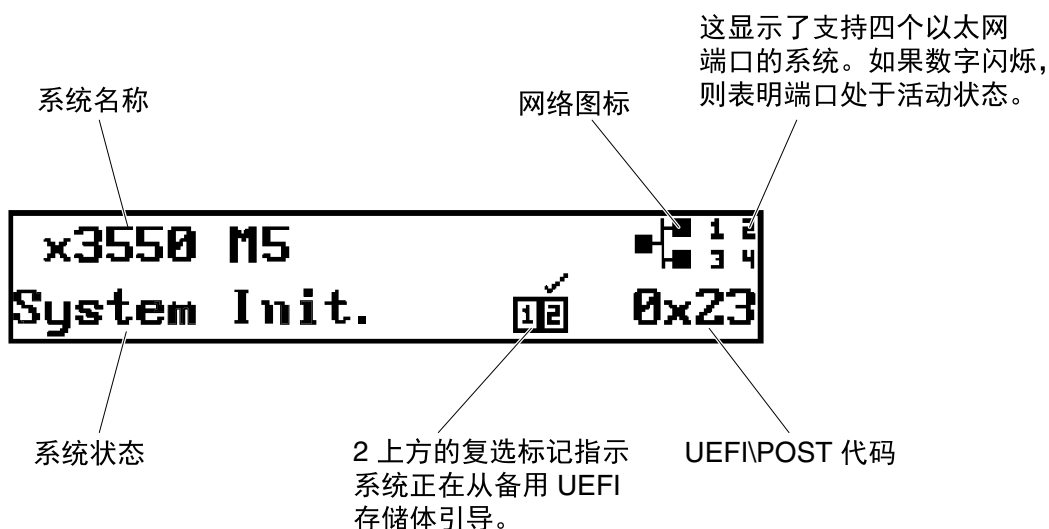 这显示了支持四个以太网
端口的系统。如果数字闪烁，
则表明端口处于活动状态。
系统名称
网络图标
x3550 M5
1 2
3 4
System Init.
1 2
0x23
系统状态
2 上方的复选标记指示
系统正在从备用 UEFI
存储体引导。
UEFI\POST 代码